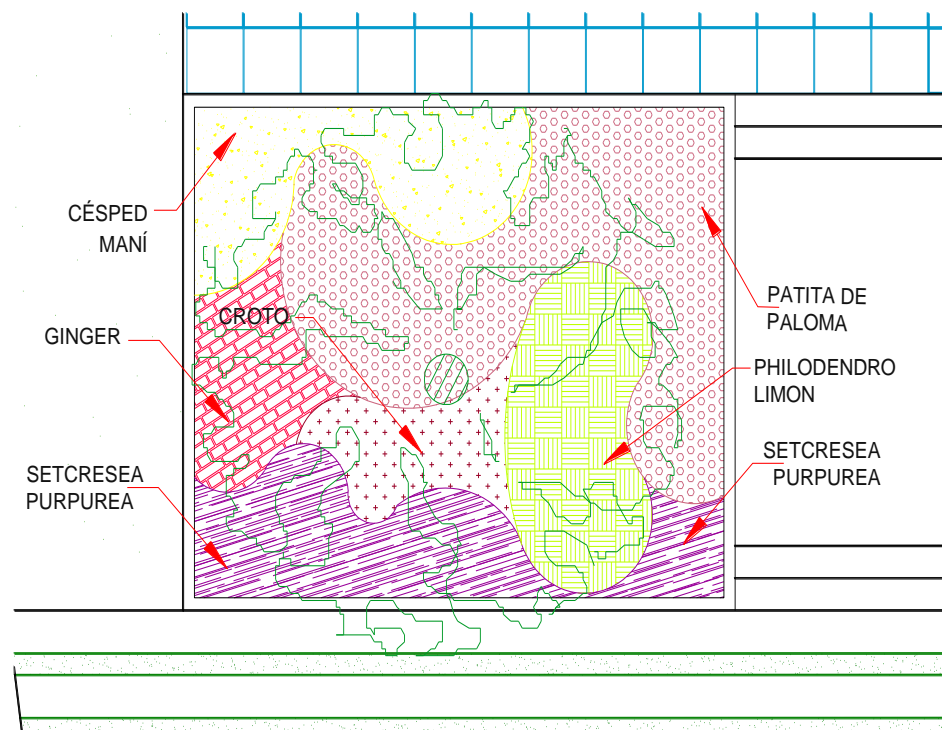 CÉSPED
MANÍ
GINGER
CROTO
SETCRESEA
PURPUREA
PATITA DE
PALOMA
PHILODENDRO
LIMON
SETCRESEA
PURPUREA